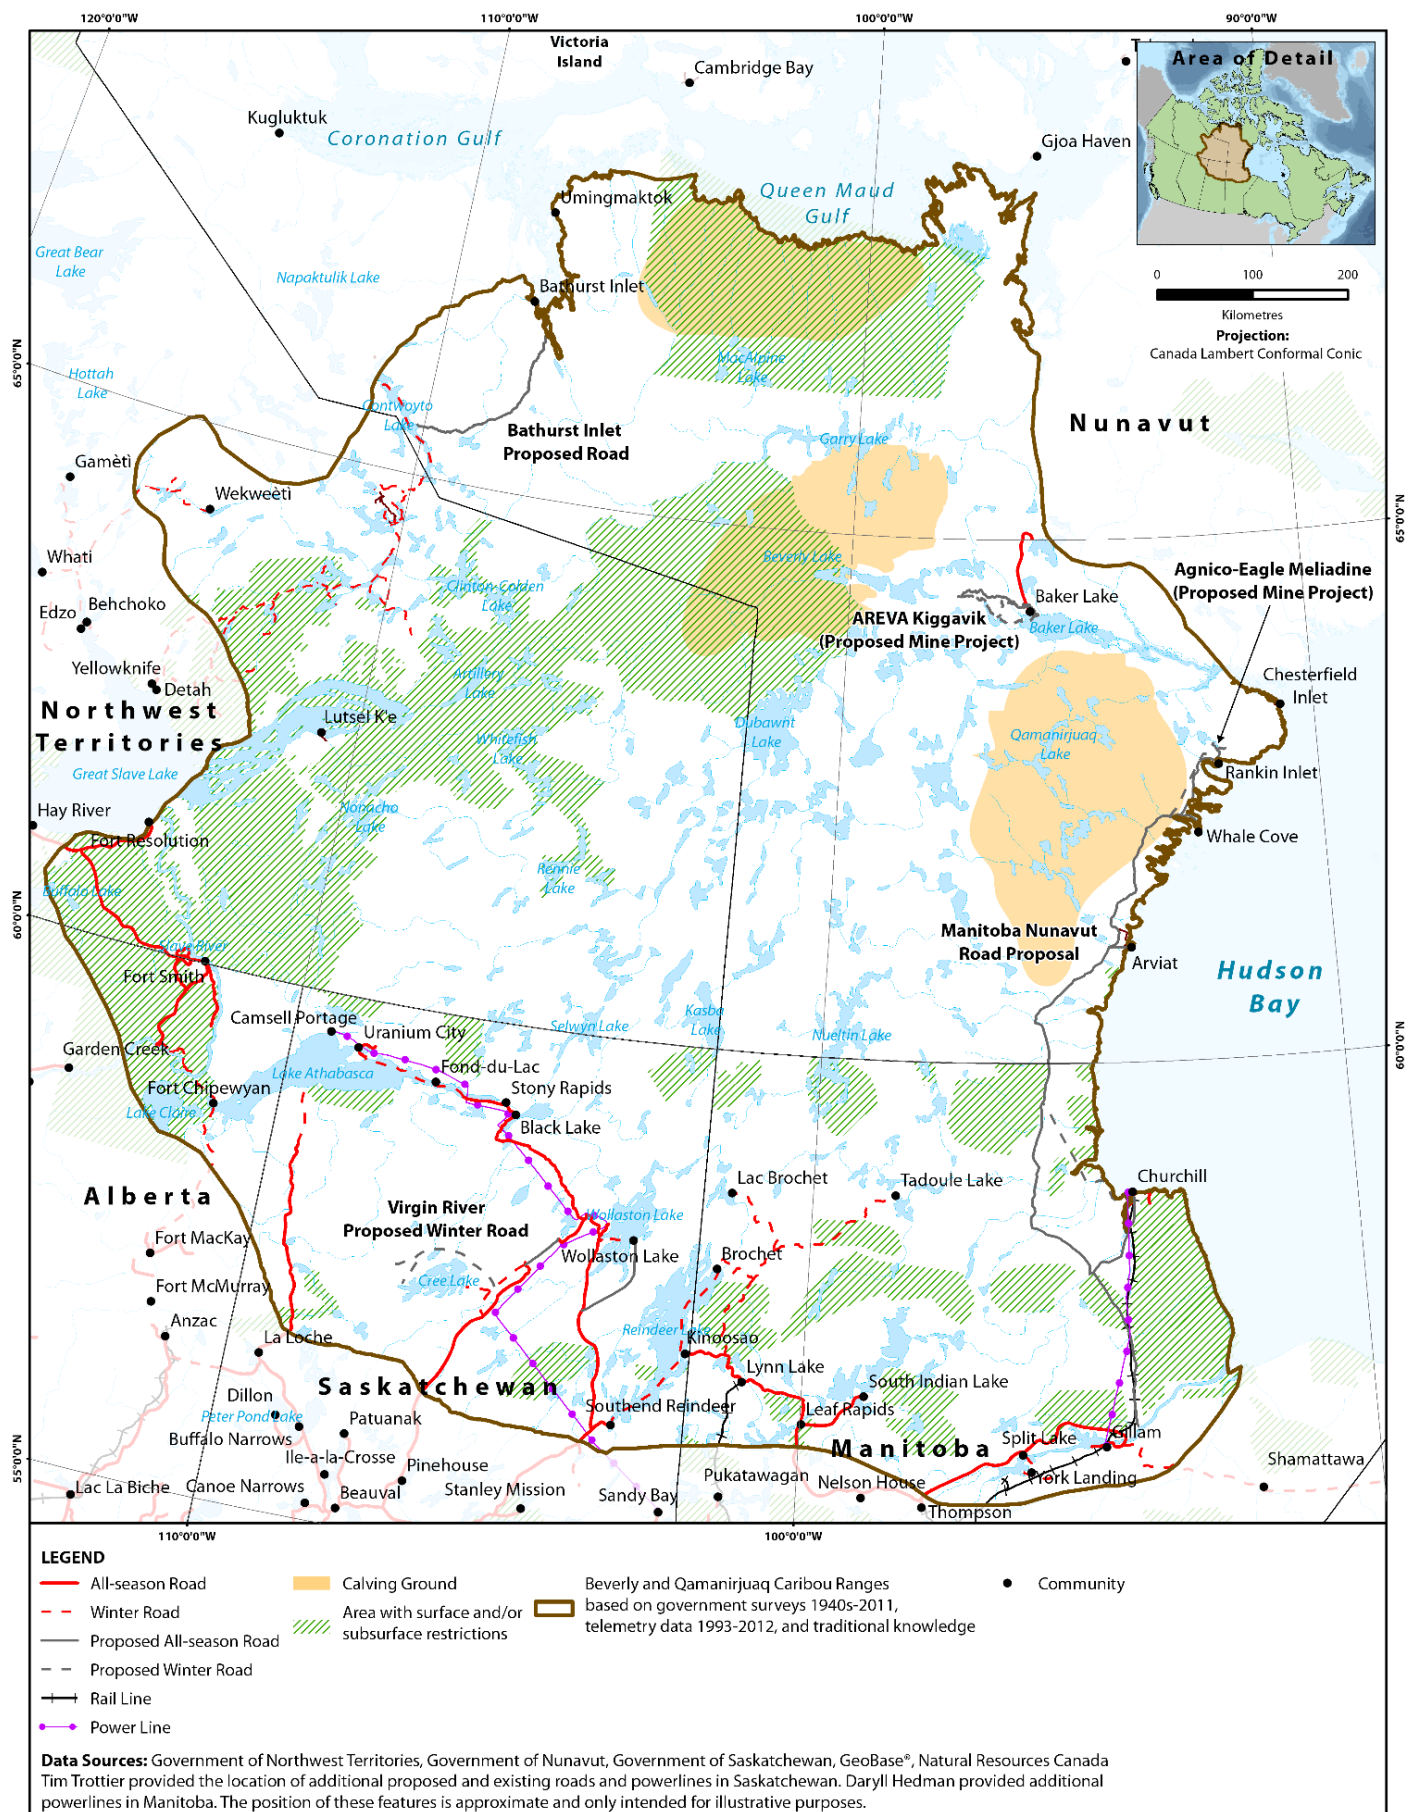 120°0'0"W
110°0'0"W
100°0'0"W
90°0'0"W
Victoria
Island
Cambridge Bay
T
Area of Detail
Kugluktuk
Coronation Gulf
Gjoa Haven
Umingmaktok
Queen Maud
Gulf
Great Bear
Lake
Napaktulik Lake
Bathurst Inlet
0 100 200
Kilometres
Projection:
Canada Lambert Conformal Conic
65°0'0"N
MacAlpine
Lake
Hottah
Lake
Contwoyto
Lake
Nunavut
Bathurst Inlet
Proposed Road
Garry Lake
Gamètì
Wekweètì
65°0'0"N
Whatì
Beverly Lake
Agnico-Eagle Meliadine
(Proposed Mine Project)
Clinton-Colden
Lake
Edzo
Behchoko
Baker Lake
AREVA Kiggavik
(Proposed Mine Project)
Baker Lake
Yellowknife
Detah
Artillery
Lake
Chesterfield
Inlet
Northwest
Territories
Lutsel K'e
Dubawnt
Lake
Whitefish
Lake
Qamanirjuaq
Lake
Great Slave Lake
Rankin Inlet
Hay River
Nonacho
Lake
Fort Resolution
Whale Cove
Rennie
Lake
Buffalo Lake
60°0'0"N
Slave River
Manitoba Nunavut
Road Proposal
Arviat
Fort Smith
Hudson
Bay
Camsell Portage
Uranium City
Selwyn Lake
Kasba
Lake
Nueltin Lake
60°0'0"N
Garden Creek
Lake Athabasca
Fond-du-Lac
Fort Chipewyan
Stony Rapids
Lake Claire
Black Lake
Alberta
Lac Brochet
Tadoule Lake
Churchill
Virgin River
Proposed Winter Road
Wollaston Lake
Fort MacKay
Wollaston Lake
Brochet
Fort McMurray
Cree Lake
Anzac
La Loche
Reindeer Lake
Kinoosao
Lynn Lake
Saskatchewan
South Indian Lake
Dillon
Peter Pond Lake
Patuanak
Southend Reindeer
Leaf Rapids
Buffalo Narrows
Manitoba
Split Lake
Gillam
Ile-a-la-Crosse
Pinehouse
Shamattawa
55°0'0"N
Lac La Biche
Canoe Narrows
Beauval
Stanley Mission
Sandy Bay
Pukatawagan
Nelson House
York Landing
Thompson
110°0'0"W
100°0'0"W
LEGEND
All-season Road
Winter Road
Proposed All-season Road
Proposed Winter Road
Rail Line
Power Line
Calving Ground
Area with surface and/or
subsurface restrictions
Beverly and Qamanirjuaq Caribou Ranges
based on government surveys 1940s-2011,
telemetry data 1993-2012, and traditional knowledge
Community
Data Sources: Government of Northwest Territories, Government of Nunavut, Government of Saskatchewan, GeoBase®, Natural Resources Canada
Tim Trottier provided the location of additional proposed and existing roads and powerlines in Saskatchewan. Daryll Hedman provided additional
powerlines in Manitoba. The position of these features is approximate and only intended for illustrative purposes.